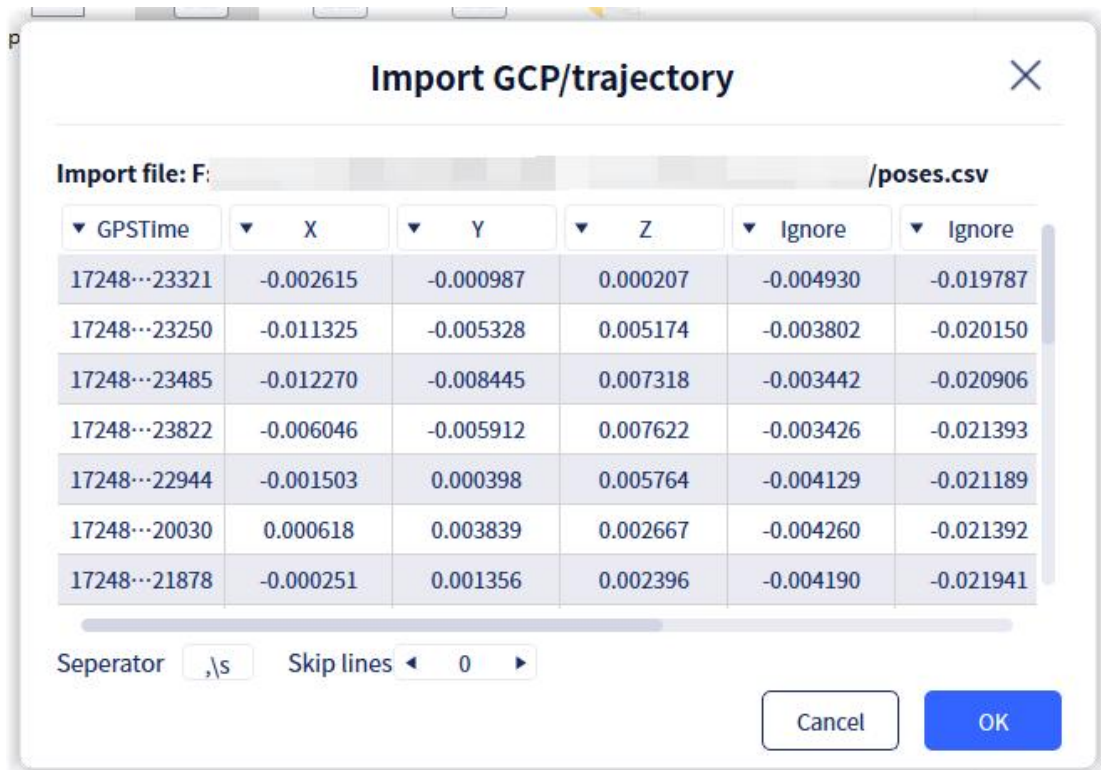 p
Import GCP/trajectory
Import file: F: /poses.csv
GPSTime X Y Z Ignore Ignore
17248···23321 -0.002615 -0.000987 0.000207 -0.004930 -0.019787
17248···23250 -0.011325 -0.005328 0.005174 -0.003802 -0.020150
17248···23485 -0.012270 -0.008445 0.007318 -0.003442 -0.020906
17248···23822 -0.006046 -0.005912 0.007622 -0.003426 -0.021393
17248···22944 -0.001503 0.000398 0.005764 -0.004129 -0.021189
17248···20030 0.000618 0.003839 0.002667 -0.004260 -0.021392
17248···21878 -0.000251 0.001356 0.002396 -0.004190 -0.021941
Seperator ,\s Skip lines 0
Cancel OK